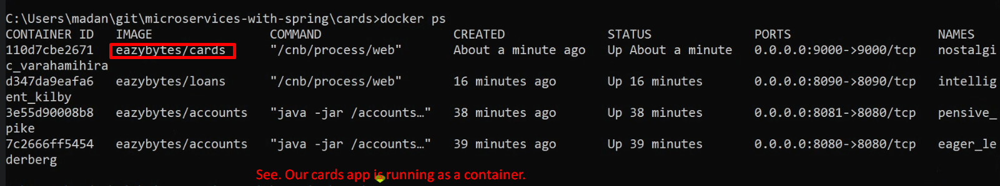 C:\Users\madan\git\microservices-with-spring\cards>docker ps
CONTAINER ID IMAGE COMMAND CREATED STATUS PORTS NAMES
110d7cbe2671 eazybytes/cards "/cnb/process/web" About a minute ago Up About a minute 0.0.0.0:9000->9000/tcp nostalgi
c_varahamihira
d347da9eafa6 eazybytes/loans "/cnb/process/web" 16 minutes ago Up 16 minutes 0.0.0.0:8090->8090/tcp intellig
ent_kilby
3e55d90008b8 eazybytes/accounts "java -jar /accounts…" 38 minutes ago Up 38 minutes 0.0.0.0:8081->8080/tcp pensive_
pike
7c2666ff5454 eazybytes/accounts "java -jar /accounts…" 39 minutes ago Up 39 minutes 0.0.0.0:8080->8080/tcp eager_le
derberg
See. Our cards app is running as a container.